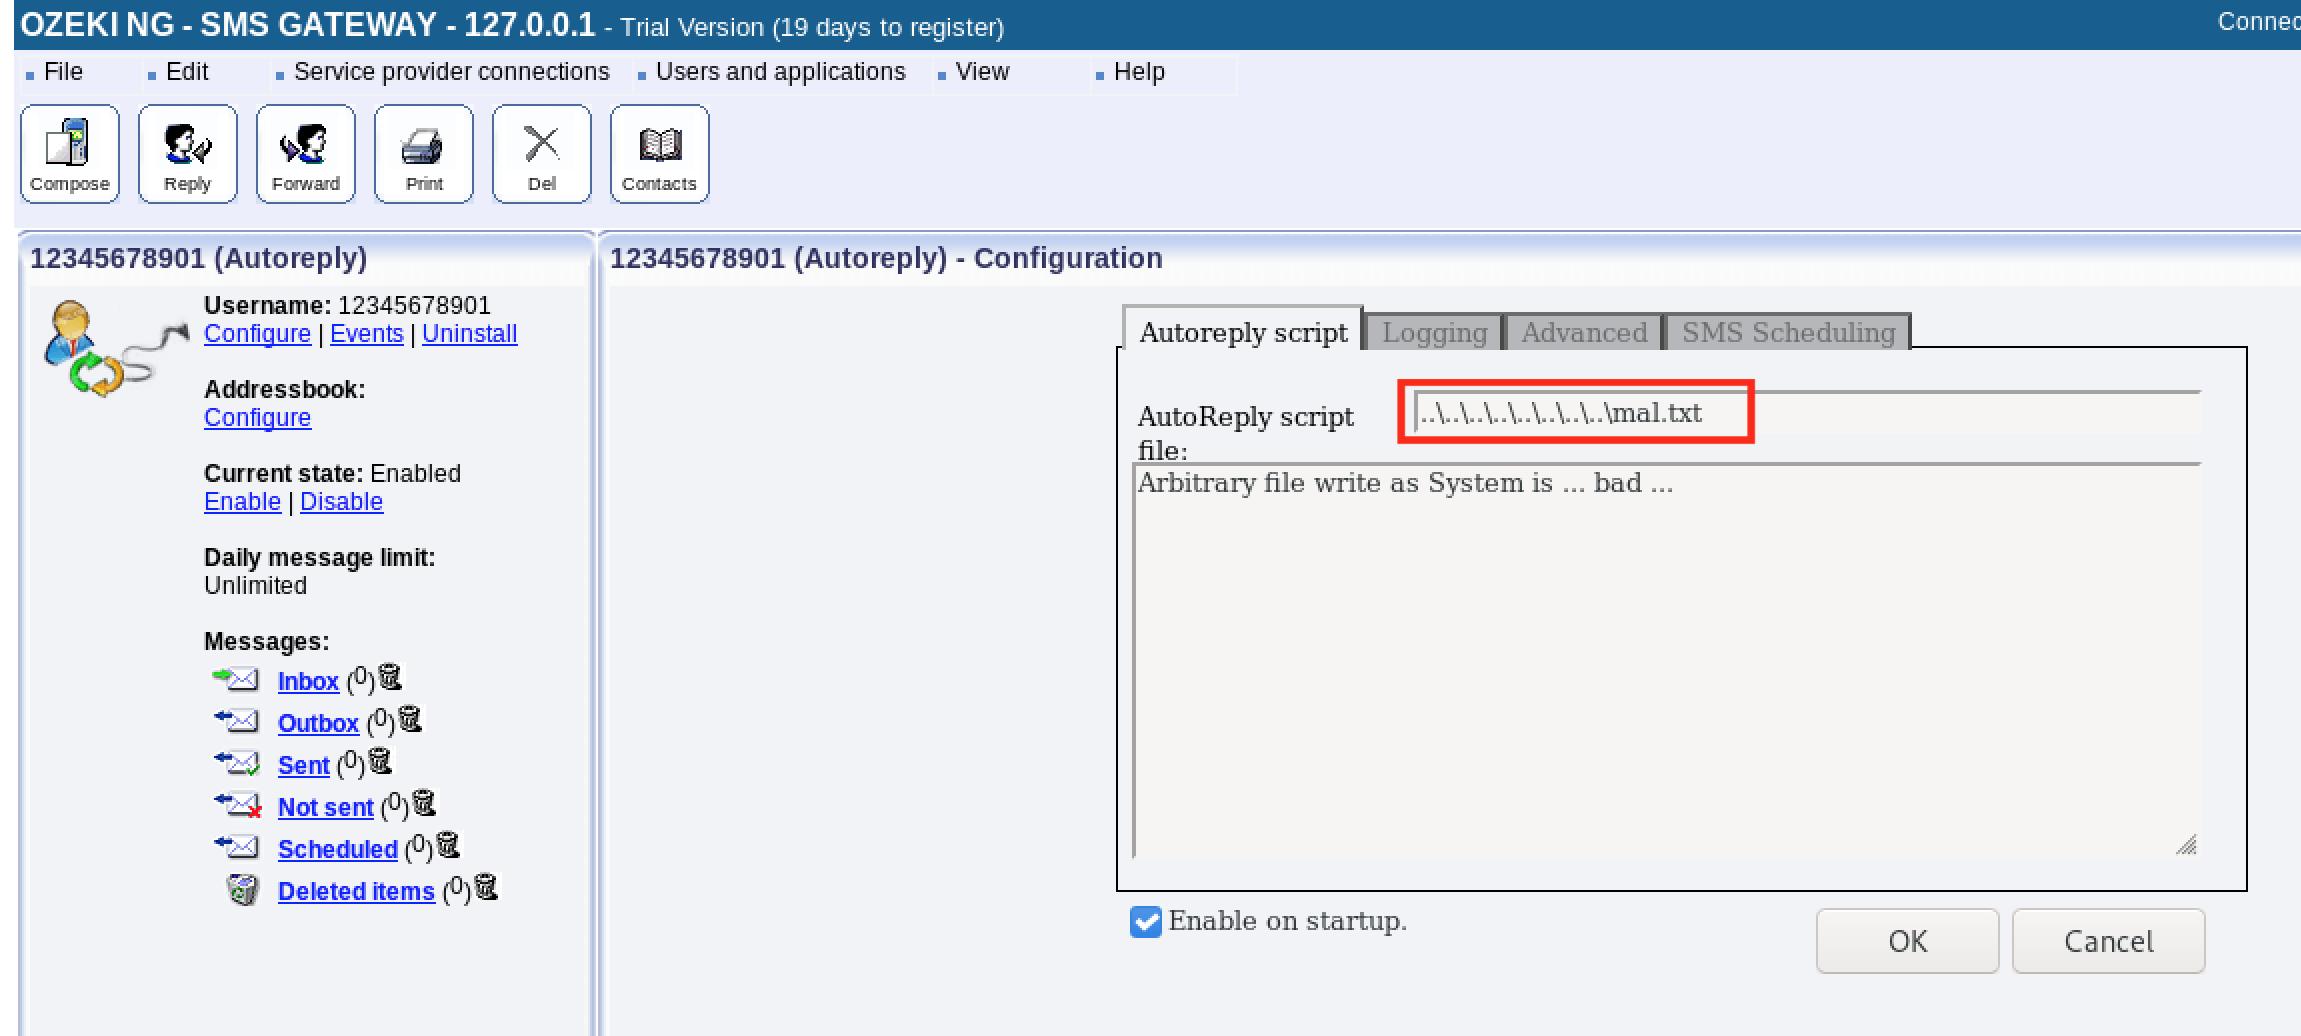 OZEKI NG - SMS GATEWAY - 127.0.0.1 - Trial Version (19 days to register)
File Edit Service provider connections Users and applications View Help
Compose Reply Forward Print Del Contacts
12345678901 (Autoreply)
Username: 12345678901
Configure | Events | Uninstall
Addressbook:
Configure
Current state: Enabled
Enable | Disable
Daily message limit:
Unlimited
Messages:
Inbox (0)
Outbox (0)
Sent (0)
Not sent (0)
Scheduled (0)
Deleted items (0)
12345678901 (Autoreply) - Configuration
Autoreply script Logging Advanced SMS Scheduling
AutoReply script
file:
..\..\..\..\..\..\..\..\mal.txt
Arbitrary file write as System is ... bad ...
Enable on startup.
OK Cancel